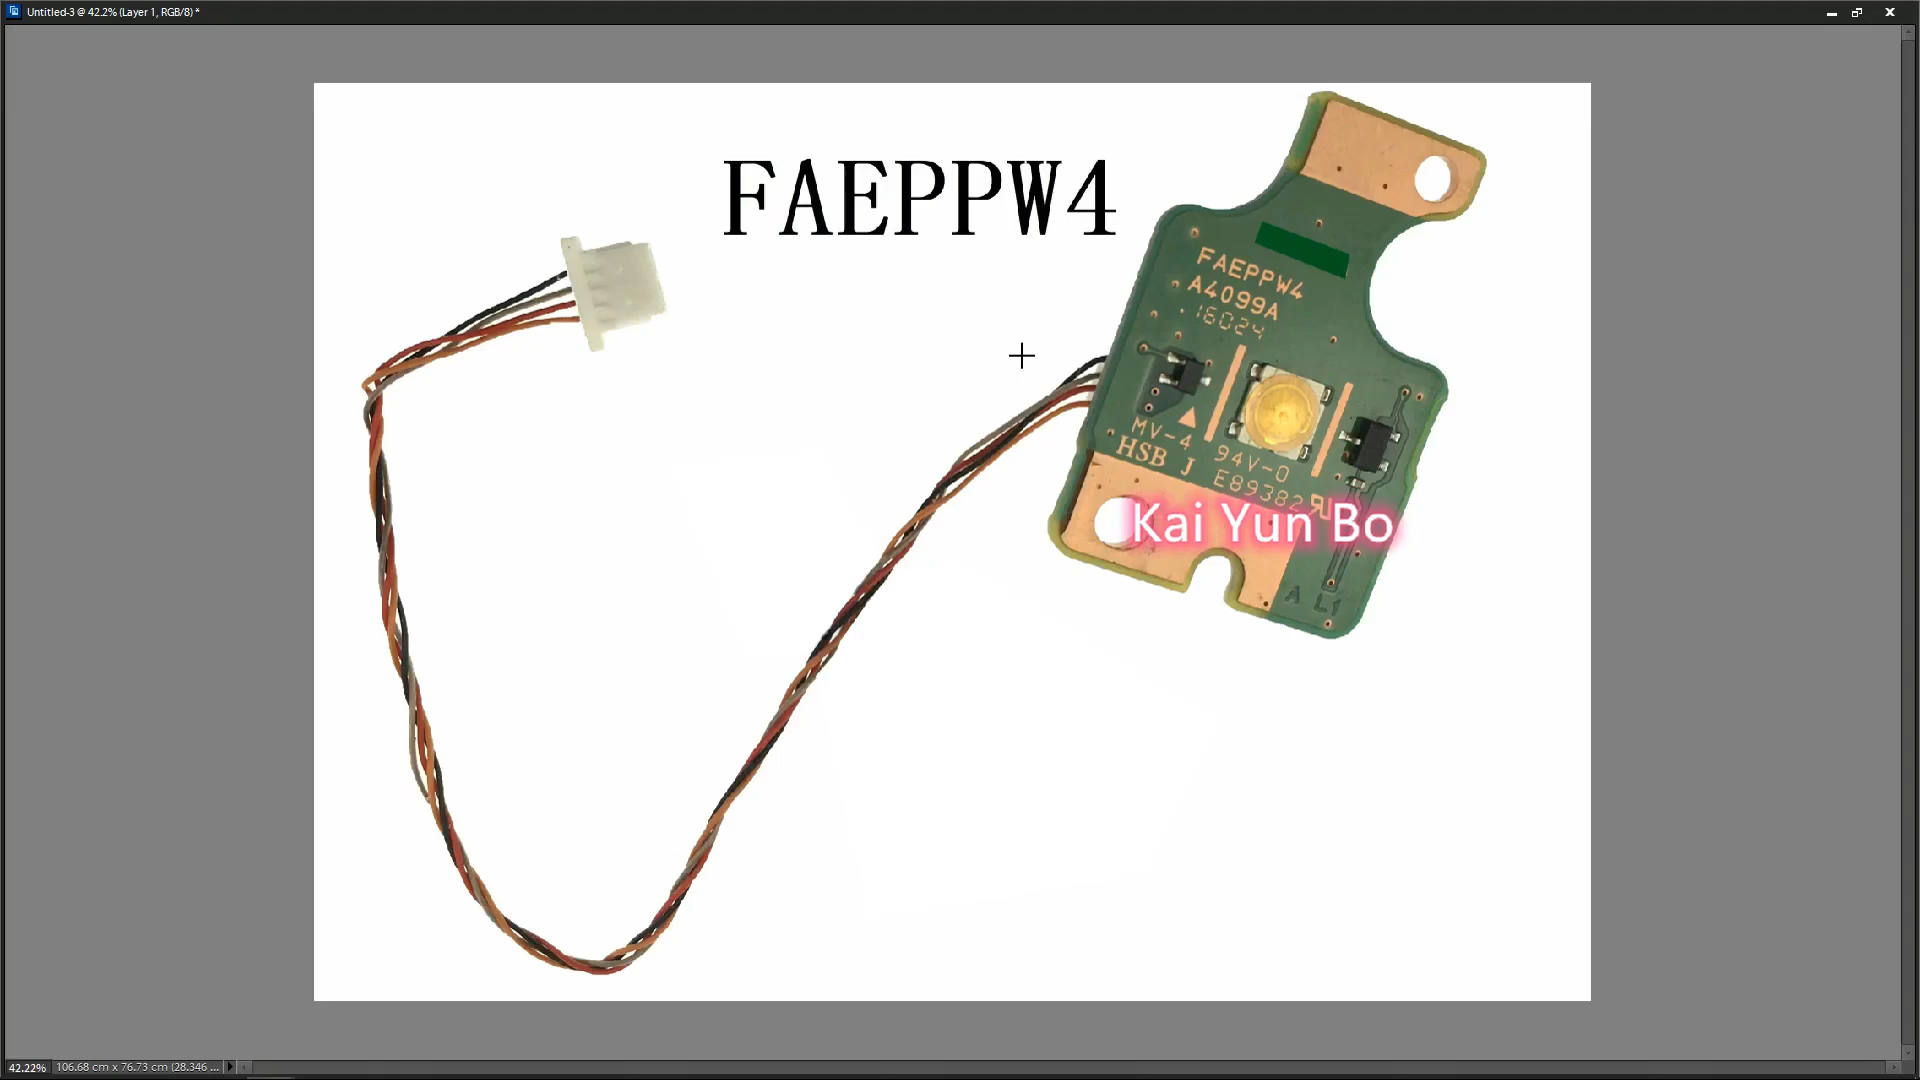 Untitled-3 @ 42.2% (Layer 1, RGB/8) *
FAEPPW4
FAEPPW4
A4099A
16024
MV-4
HSB J
94V-0
E89382
Kai Yun Bo
A L1
42.22%
106.68 cm x 76.73 cm (28.346 ...